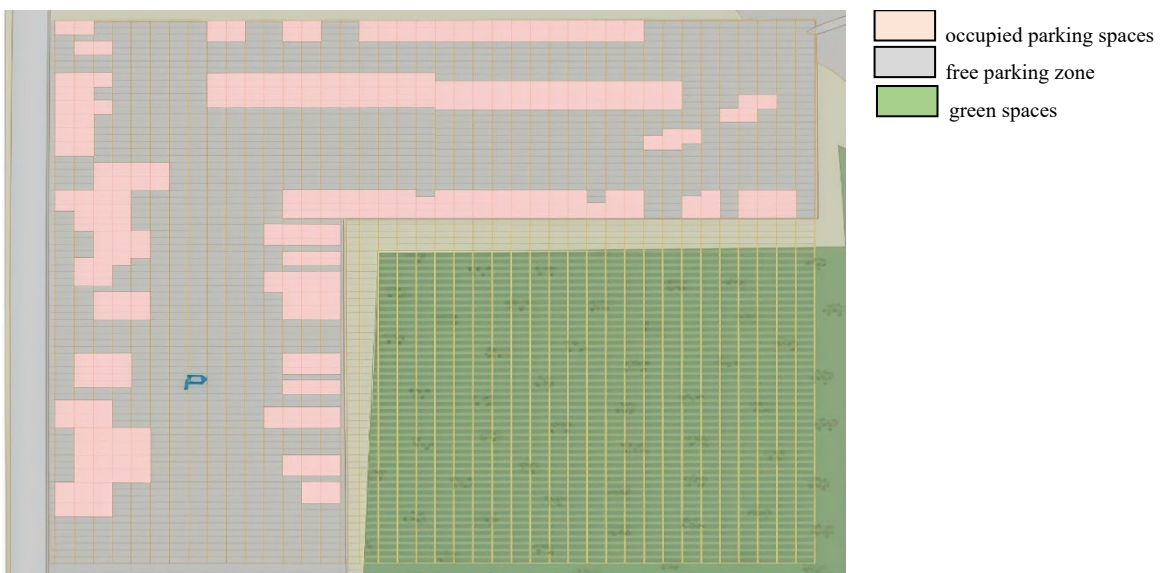 occupied parking spaces
free parking zone
green spaces
P